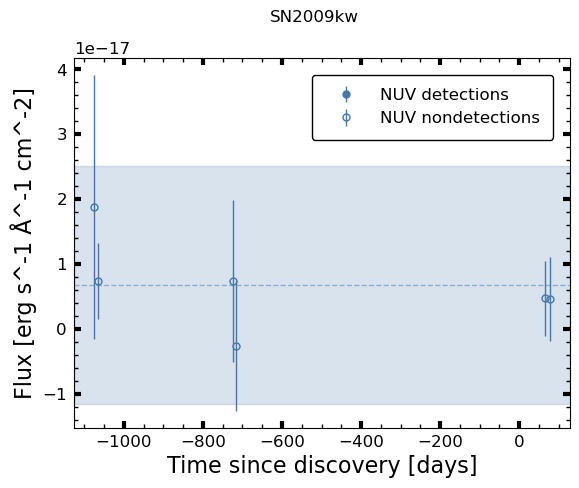 SN2009kw
1e−17
NUV detections
NUV nondetections
4
3
2
1
0
−1
Flux [erg s^-1 Å^-1 cm^-2]
−1000 −800 −600 −400 −200 0
Time since discovery [days]